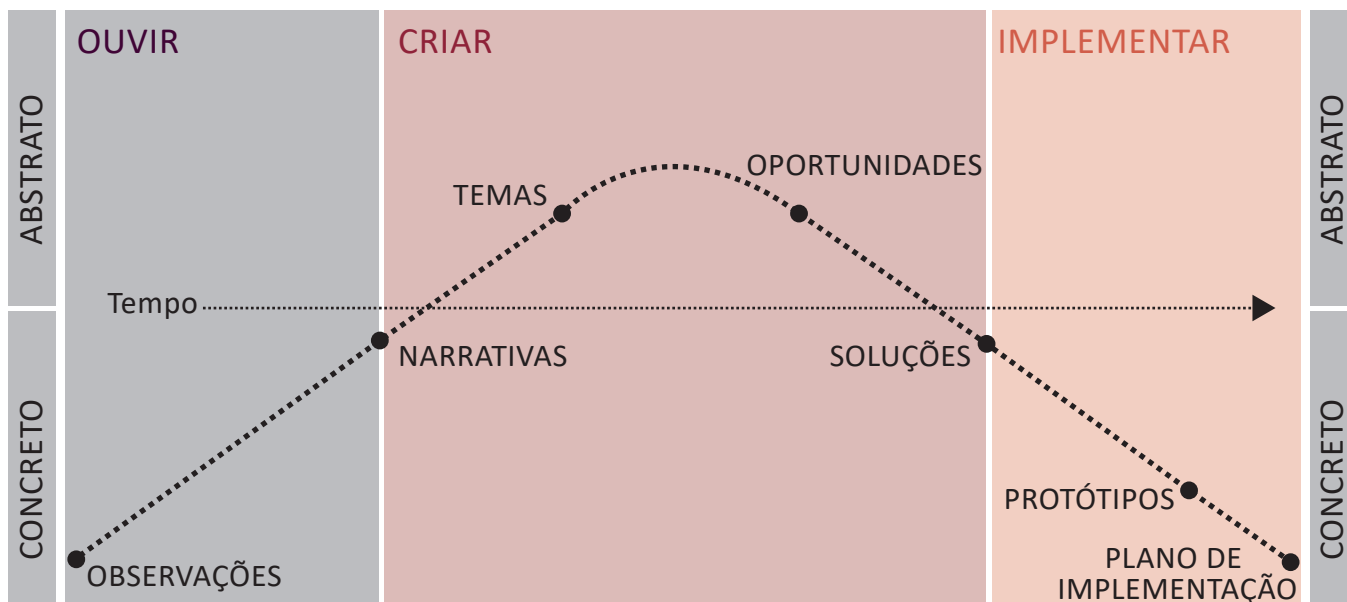 OUVIR
CRIAR
IMPLEMENTAR
ABSTRATO
ABSTRATO
OPORTUNIDADES
TEMAS
Tempo
NARRATIVAS
SOLUÇÕES
CONCRETO
CONCRETO
PROTÓTIPOS
OBSERVAÇÕES
PLANO DE
IMPLEMENTAÇÃO